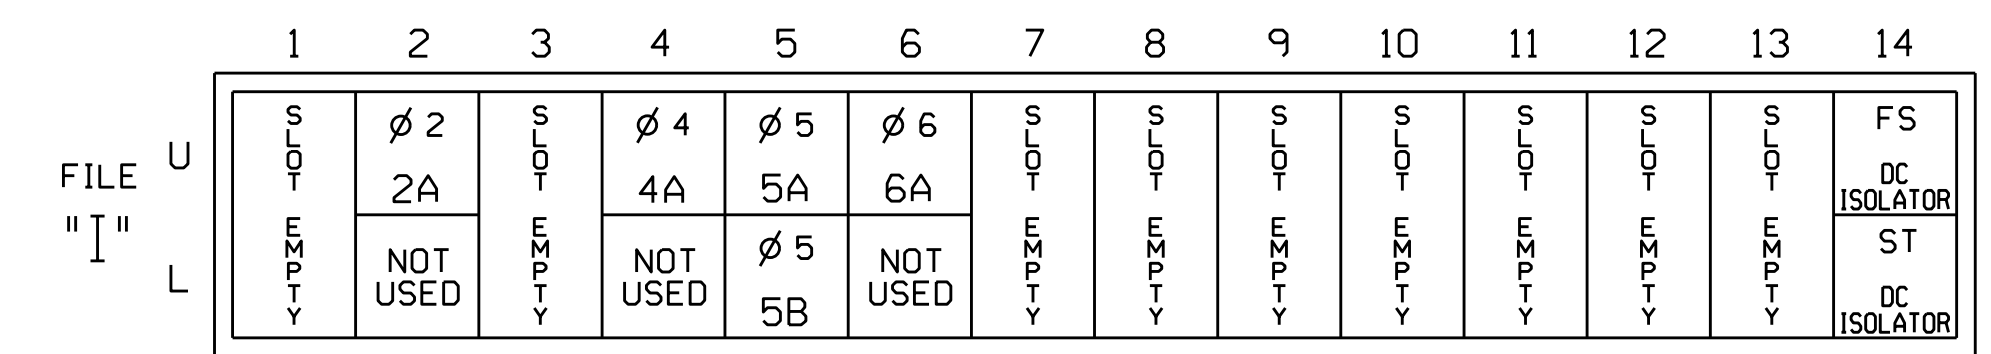 1 2 3 4 5 6 7 8 9 10 11 12 13 14
FILE
"I"
U
L
SLOT EMPTY
Ø 2
2A
NOT
USED
SLOT EMPTY
Ø 4
4A
NOT
USED
Ø 5
5A
Ø 5
5B
Ø 6
6A
NOT
USED
SLOT EMPTY
SLOT EMPTY
SLOT EMPTY
SLOT EMPTY
SLOT EMPTY
SLOT EMPTY
SLOT EMPTY
FS
DC
ISOLATOR
ST
DC
ISOLATOR